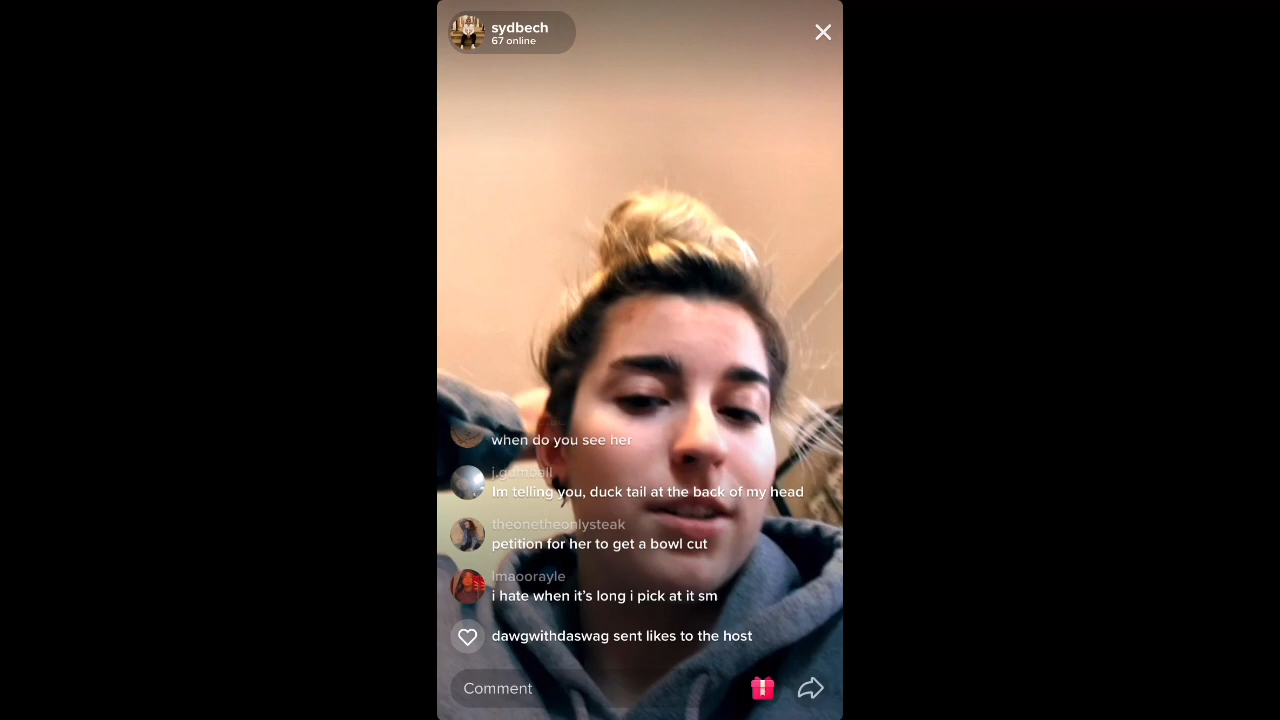 sydbech
67 online
when do you see her
j.gumball
Im telling you, duck tail at the back of my head
theonetheonlysteak
petition for her to get a bowl cut
lmaoorayle
i hate when it’s long i pick at it sm
dawgwithdaswag sent likes to the host
Comment